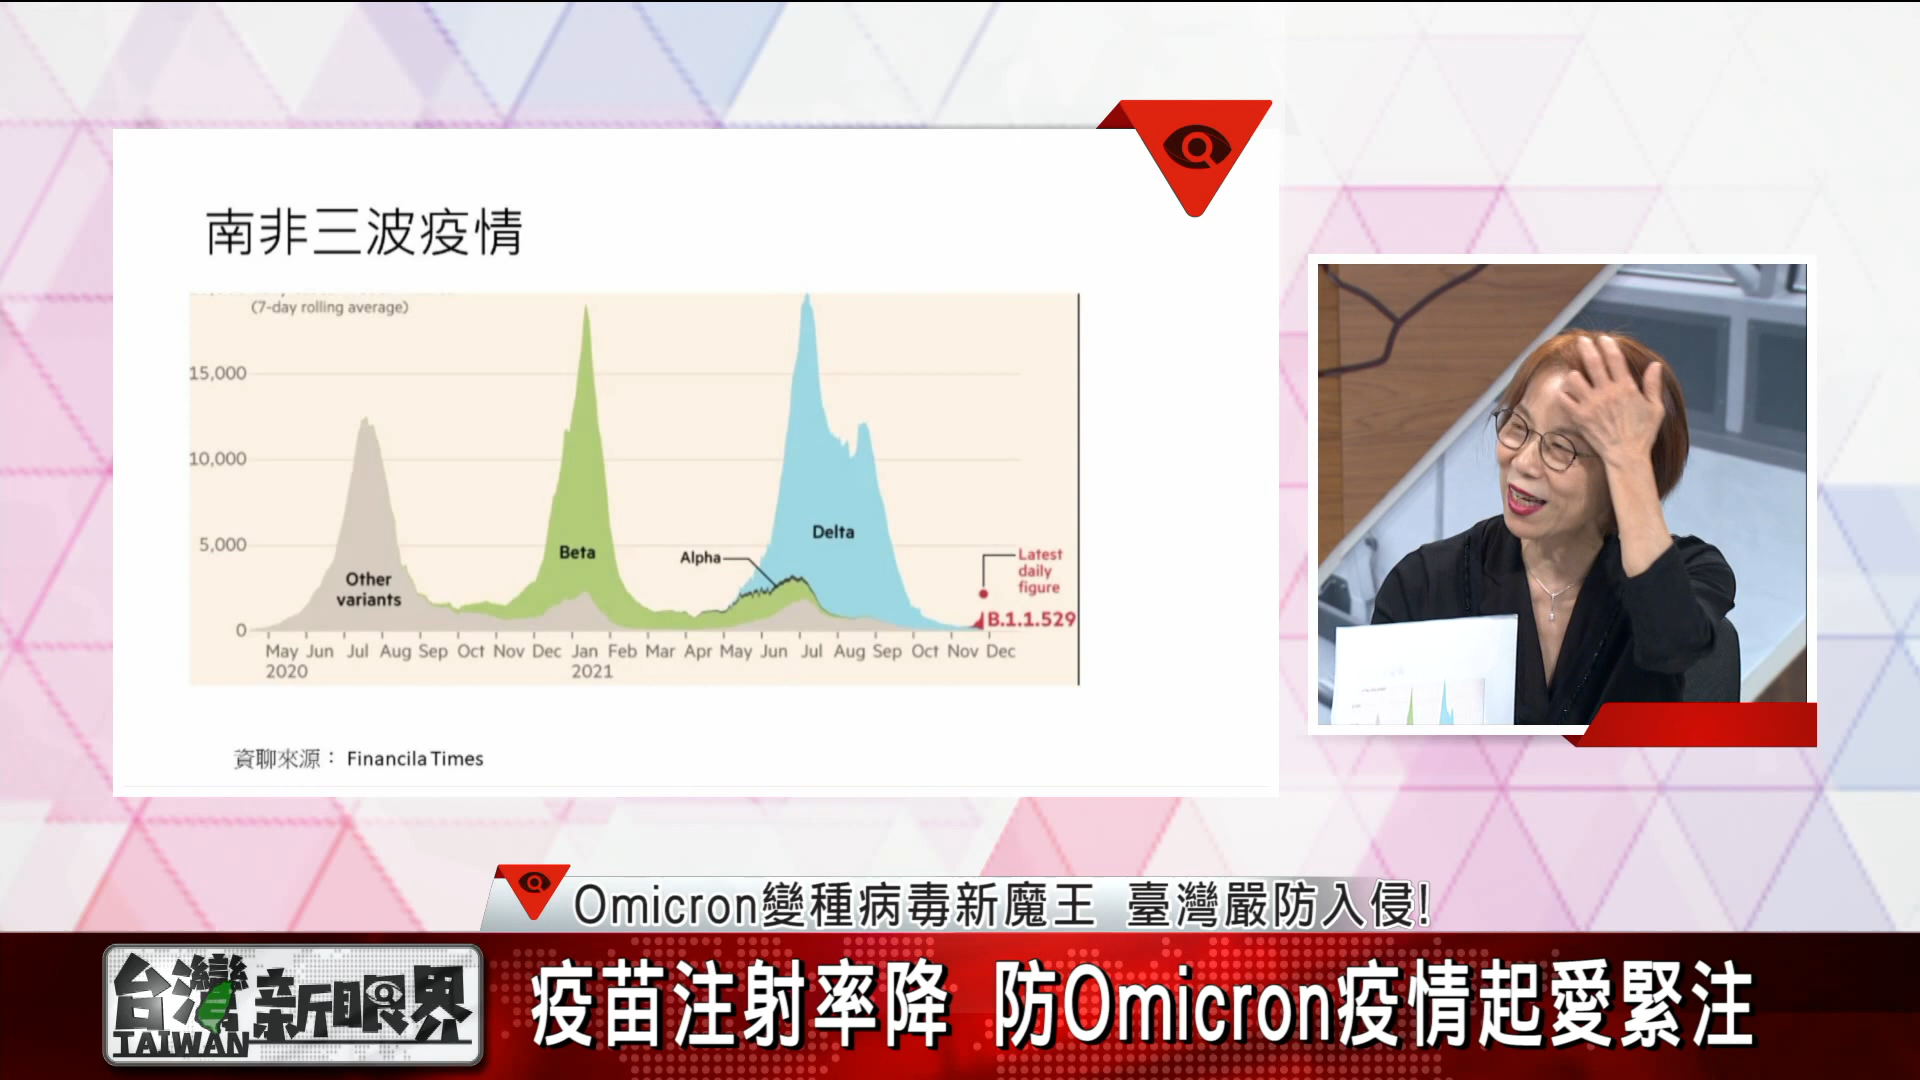 南非三波疫情
(7-day rolling average)
15,000
10,000
5,000
0
Other
variants
Beta
Alpha
Delta
Latest
daily
figure
B.1.1.529
May Jun Jul Aug Sep Oct Nov Dec Jan Feb Mar Apr May Jun Jul Aug Sep Oct Nov Dec
2020 2021
資聊來源： Financila Times
Omicron變種病毒新魔王 臺灣嚴防入侵!
台灣新眼界
TAIWAN
疫苗注射率降 防Omicron疫情起愛緊注